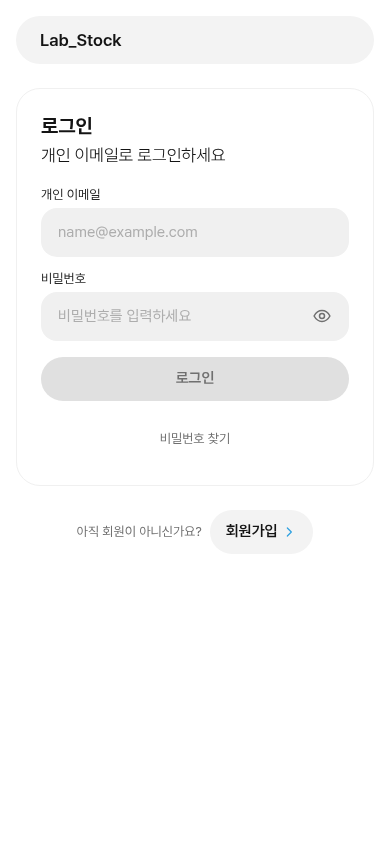 Lab_Stock
로그인
개인 이메일로 로그인하세요
개인 이메일
name@example.com
비밀번호
비밀번호를 입력하세요
로그인
비밀번호 찾기
아직 회원이 아니신가요? 회원가입